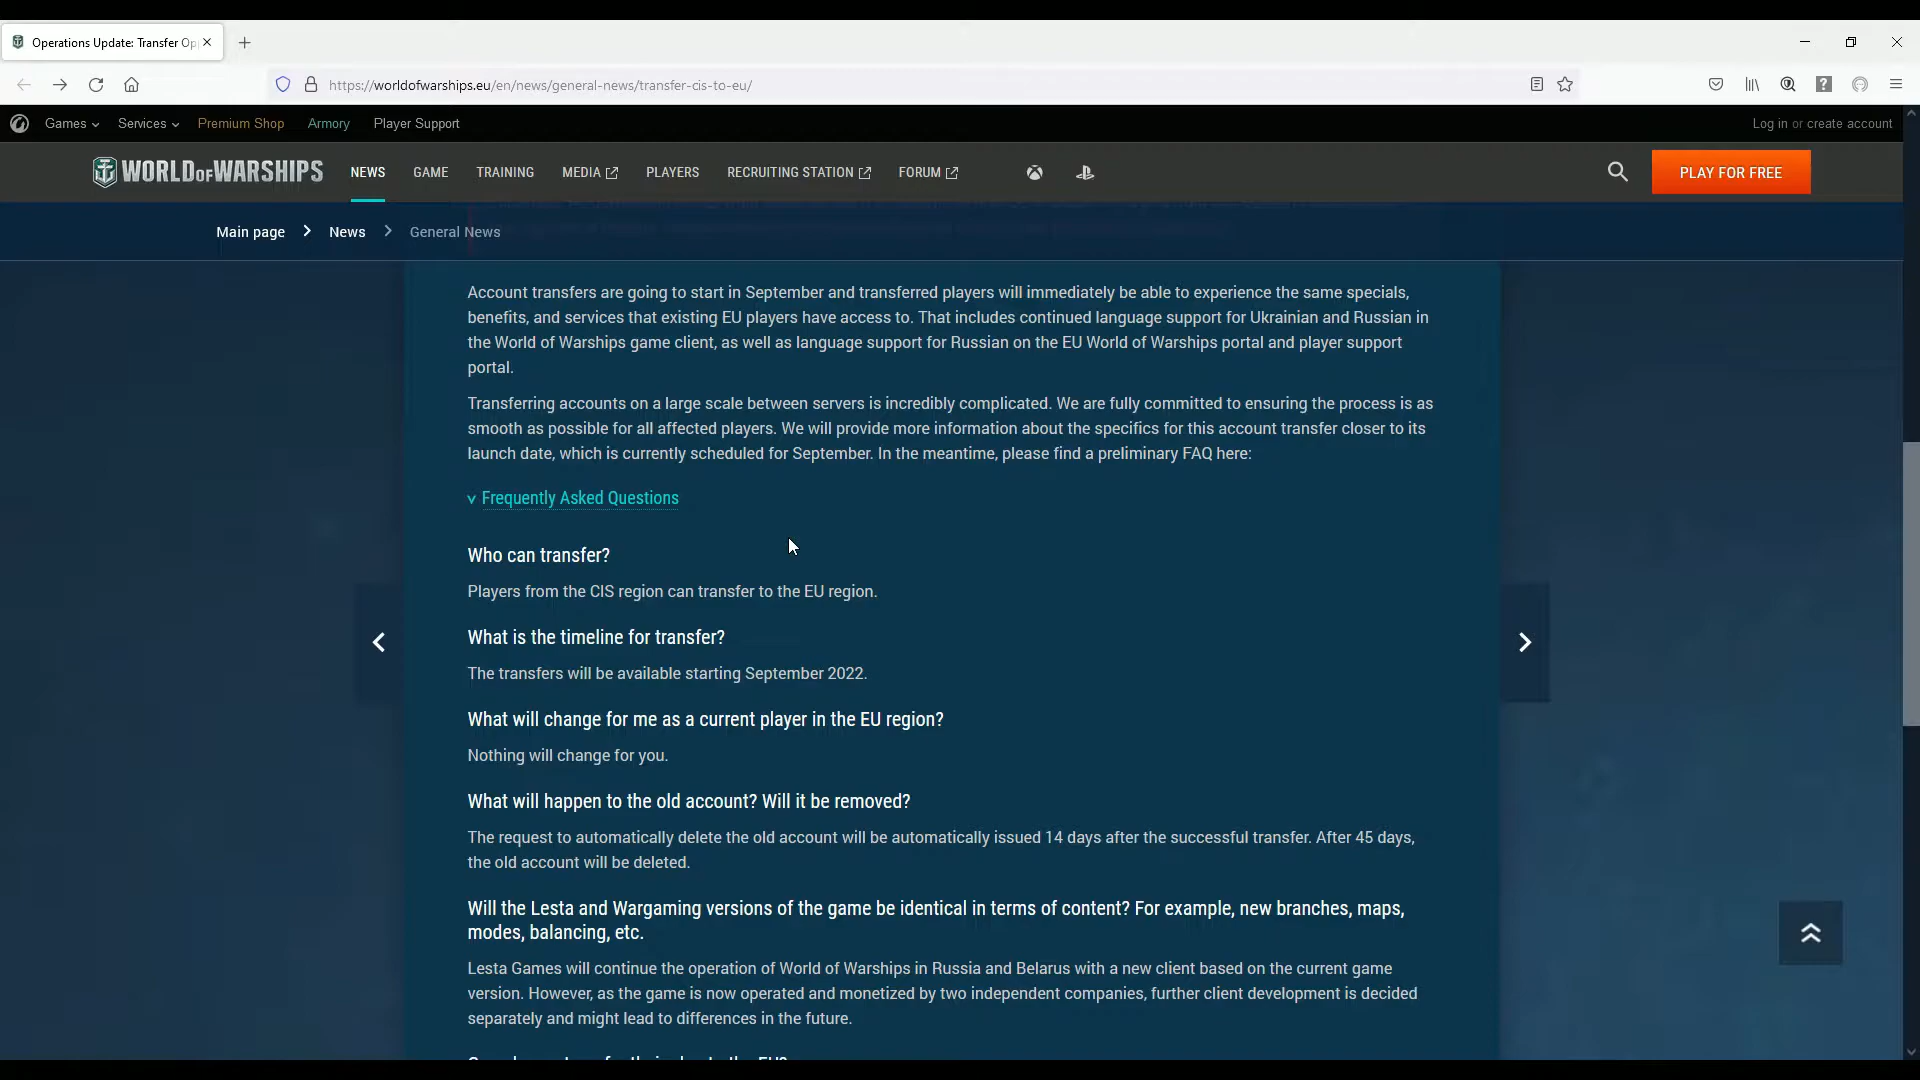 Operations Update: Transfer Op
https://worldofwarships.eu/en/news/general-news/transfer-cis-to-eu/
Games Services Premium Shop Armory Player Support Log in or create account
WORLD OF WARSHIPS NEWS GAME TRAINING MEDIA PLAYERS RECRUITING STATION FORUM PLAY FOR FREE
Main page > News > General News
Account transfers are going to start in September and transferred players will immediately be able to experience the same specials,
benefits, and services that existing EU players have access to. That includes continued language support for Ukrainian and Russian in
the World of Warships game client, as well as language support for Russian on the EU World of Warships portal and player support
portal.
Transferring accounts on a large scale between servers is incredibly complicated. We are fully committed to ensuring the process is as
smooth as possible for all affected players. We will provide more information about the specifics for this account transfer closer to its
launch date, which is currently scheduled for September. In the meantime, please find a preliminary FAQ here:
v Frequently Asked Questions
Who can transfer?
Players from the CIS region can transfer to the EU region.
What is the timeline for transfer?
The transfers will be available starting September 2022.
What will change for me as a current player in the EU region?
Nothing will change for you.
What will happen to the old account? Will it be removed?
The request to automatically delete the old account will be automatically issued 14 days after the successful transfer. After 45 days,
the old account will be deleted.
Will the Lesta and Wargaming versions of the game be identical in terms of content? For example, new branches, maps,
modes, balancing, etc.
Lesta Games will continue the operation of World of Warships in Russia and Belarus with a new client based on the current game
version. However, as the game is now operated and monetized by two independent companies, further client development is decided
separately and might lead to differences in the future.